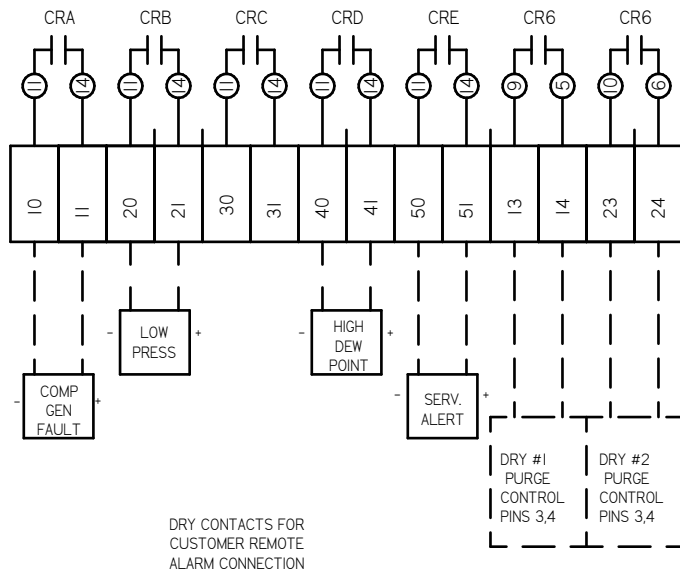 CRA CRB CRC CRD CRE CR6 CR6
11 14 11 14 11 14 11 14 11 14 9 5 10 6
10 11 20 21 30 31 40 41 50 51 13 14 23 24
- LOW PRESS +
- HIGH DEW POINT +
- COMP GEN FAULT +
- SERV. ALERT +
DRY #1
PURGE
CONTROL
PINS 3,4
DRY #2
PURGE
CONTROL
PINS 3,4
DRY CONTACTS FOR
CUSTOMER REMOTE
ALARM CONNECTION